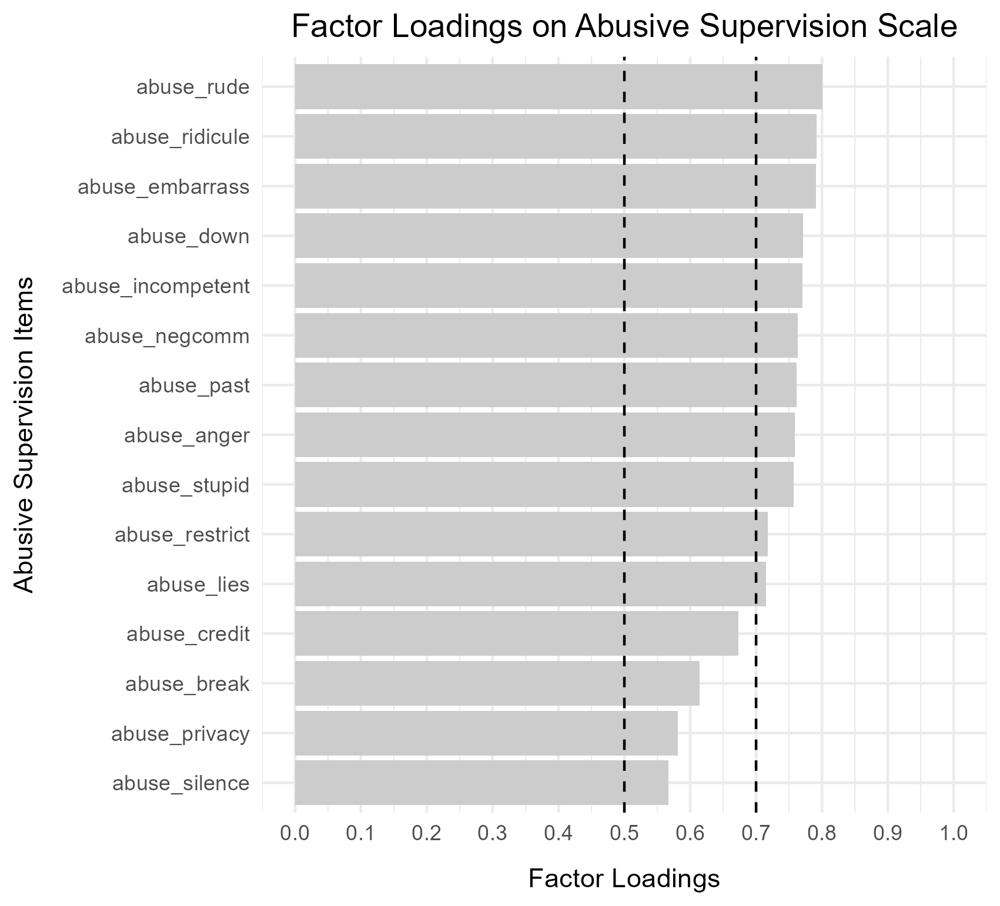 Factor Loadings on Abusive Supervision Scale
Abusive Supervision Items
abuse_rude
abuse_ridicule
abuse_embarrass
abuse_down
abuse_incompetent
abuse_negcomm
abuse_past
abuse_anger
abuse_stupid
abuse_restrict
abuse_lies
abuse_credit
abuse_break
abuse_privacy
abuse_silence
0.0 0.1 0.2 0.3 0.4 0.5 0.6 0.7 0.8 0.9 1.0
Factor Loadings